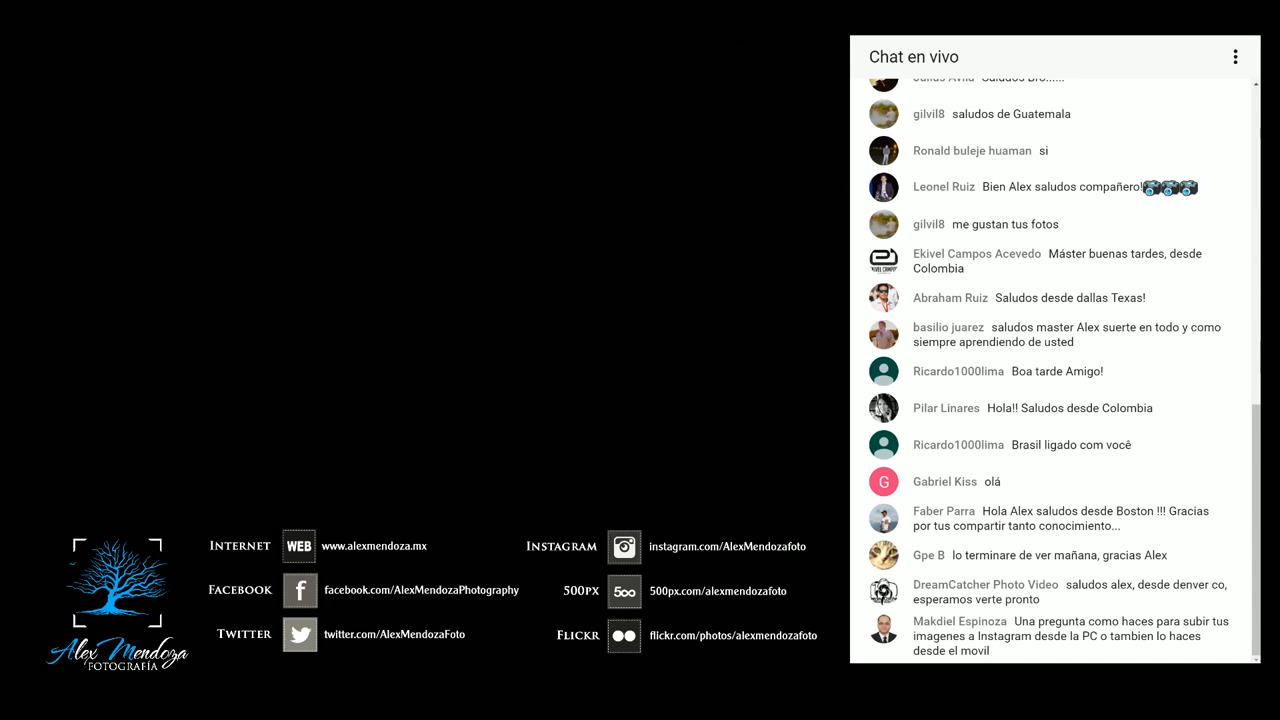 Chat en vivo
gilvil8 saludos de Guatemala
Ronald buleje huaman si
Leonel Ruiz Bien Alex saludos compañero!
gilvil8 me gustan tus fotos
Ekivel Campos Acevedo Máster buenas tardes, desde
Colombia
Abraham Ruiz Saludos desde dallas Texas!
basilio juarez saludos master Alex suerte en todo y como
siempre aprendiendo de usted
Ricardo1000lima Boa tarde Amigo!
Pilar Linares Hola!! Saludos desde Colombia
Ricardo1000lima Brasil ligado com você
G Gabriel Kiss olá
Faber Parra Hola Alex saludos desde Boston !!! Gracias
por tus compartir tanto conocimiento...
Gpe B lo terminare de ver mañana, gracias Alex
DreamCatcher Photo Video saludos alex, desde denver co,
esperamos verte pronto
Makdiel Espinoza Una pregunta como haces para subir tus
imagenes a Instagram desde la PC o tambien lo haces
desde el movil
Internet WEB www.alexmendoza.mx
Facebook f facebook.com/AlexMendozaPhotography
Twitter twitter.com/AlexMendozaFoto
Instagram instagram.com/AlexMendozafoto
500px 500 500px.com/alexmendozafoto
Flickr flickr.com/photos/alexmendozafoto
Alex Mendoza
FOTOGRAFÍA